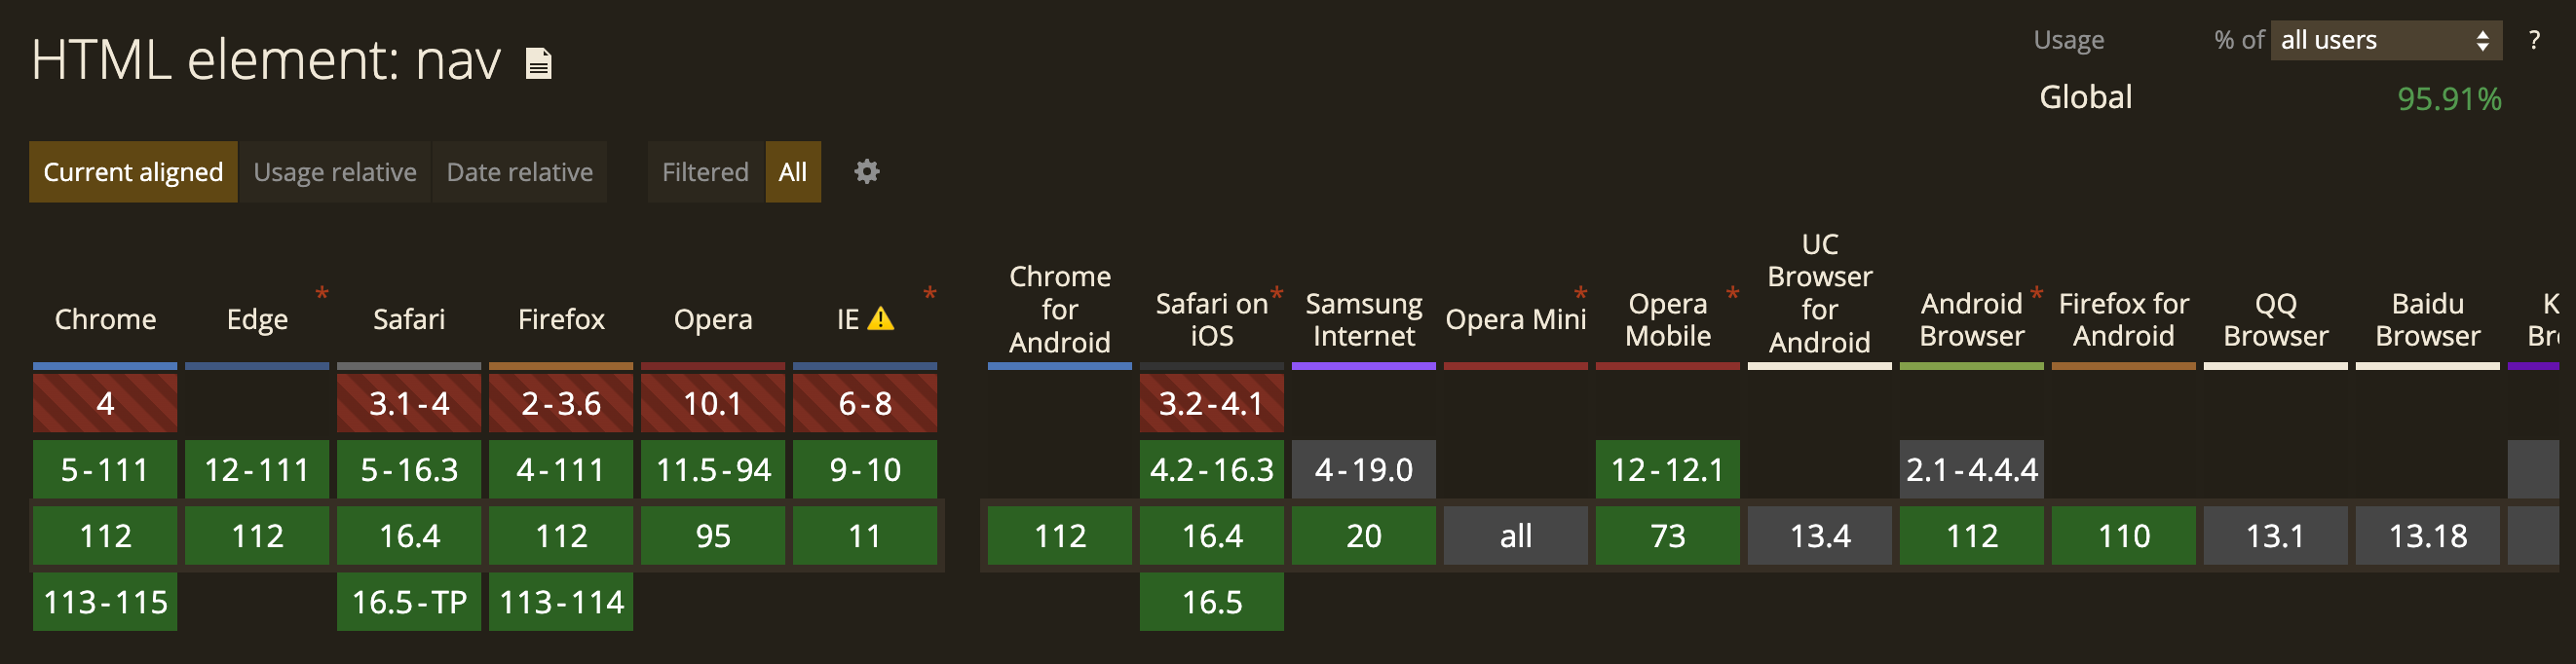 HTML element: nav
Usage % of all users ?
Global 95.91%
Current aligned Usage relative Date relative Filtered All
Chrome Edge * Safari Firefox Opera IE *
Chrome for Android Safari on iOS * Samsung Internet Opera Mini * Opera Mobile * UC Browser for Android Android Browser * Firefox for Android QQ Browser Baidu Browser
4 3.1-4 2-3.6 10.1 6-8 3.2-4.1
5-111 12-111 5-16.3 4-111 11.5-94 9-10 4.2-16.3 4-19.0 12-12.1 2.1-4.4.4
112 112 16.4 112 95 11 112 16.4 20 all 73 13.4 112 110 13.1 13.18
113-115 16.5-TP 113-114 16.5